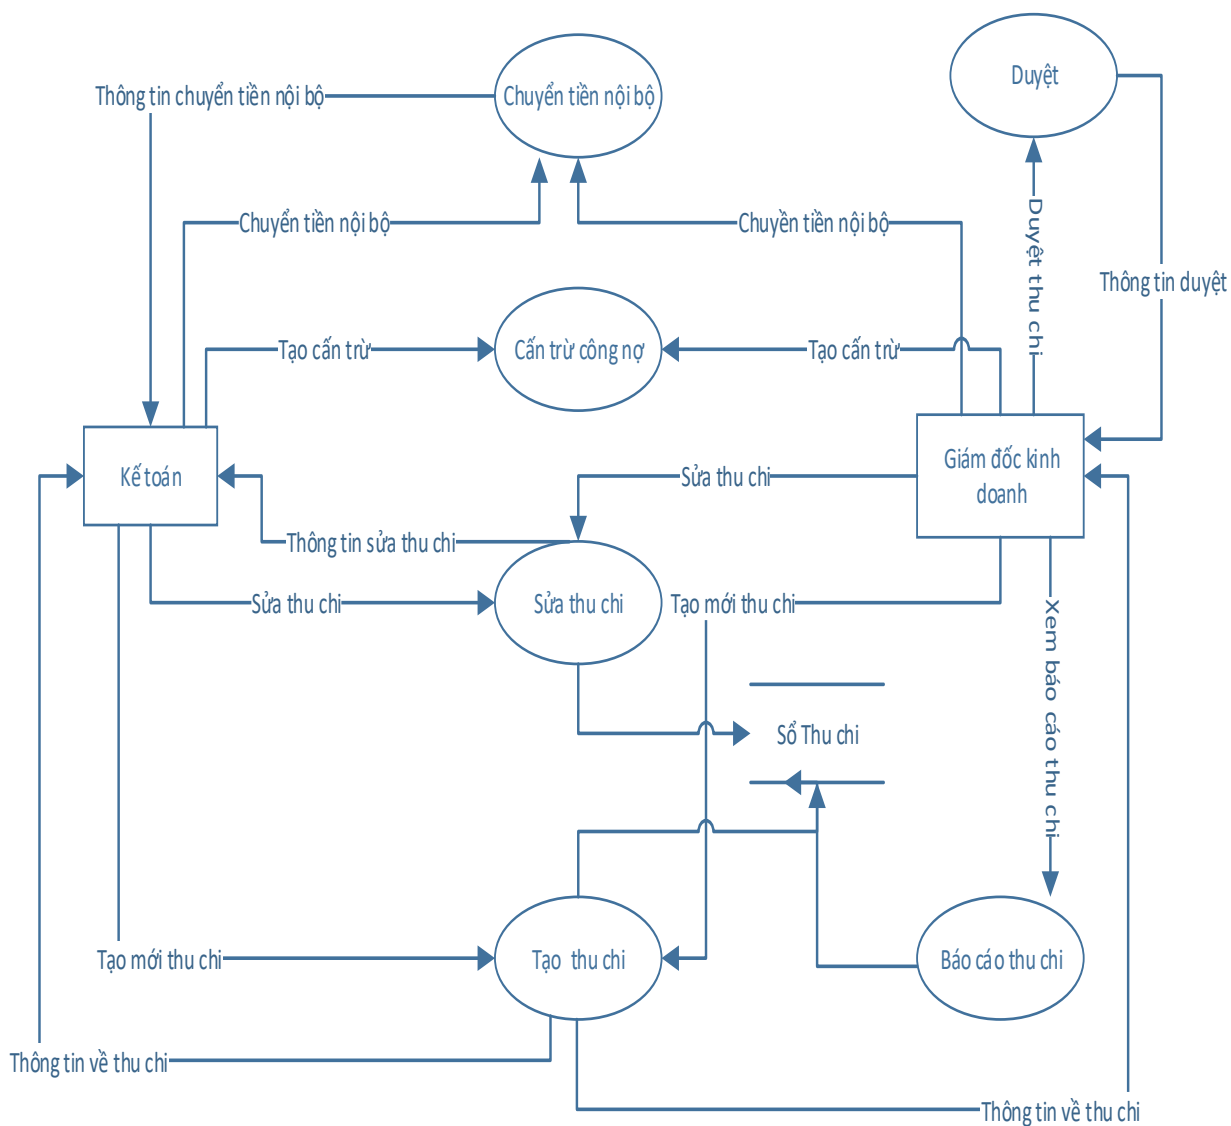 Duyệt
Thông tin chuyển tiền nội bộ
Chuyển tiền nội bộ
Chuyển tiền nội bộ
Chuyền tiền nội bộ
Duyệt thu chi
Thông tin duyệt
Tạo cấn trừ
Cấn trừ công nợ
Tạo cấn trừ
Kế toán
Giám đốc kinh
doanh
Sửa thu chi
Thông tin sửa thu chi
Sửa thu chi
Sửa thu chi
Tạo mới thu chi
Xem báo cáo thu chi
Sổ Thu chi
Tạo mới thu chi
Tạo thu chi
Báo cáo thu chi
Thông tin về thu chi
Thông tin về thu chi